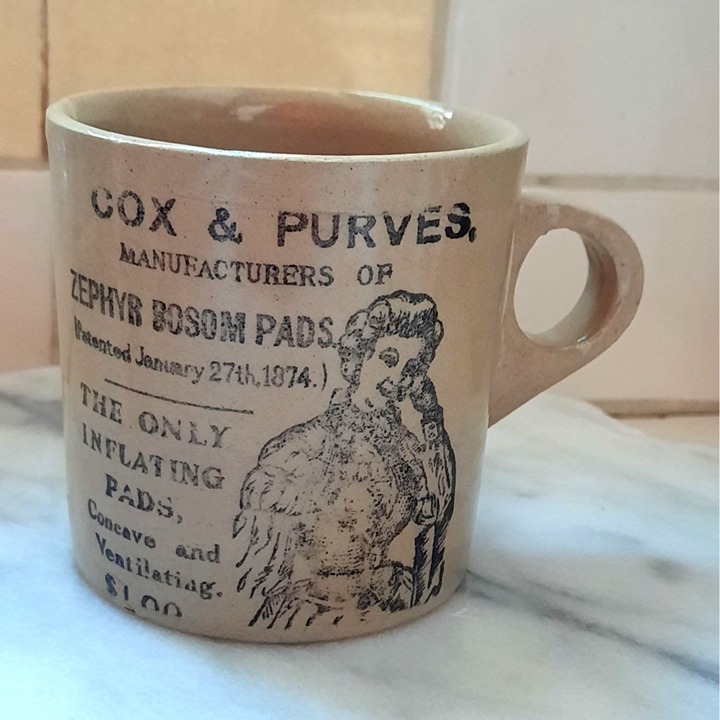 COX & PURVES,
MANUFACTURERS OF
ZEPHYR BOSOM PADS,
(Patented January 27th, 1874.)
THE ONLY
INFLATING
PADS,
Concave and
Ventilating.
$1.00